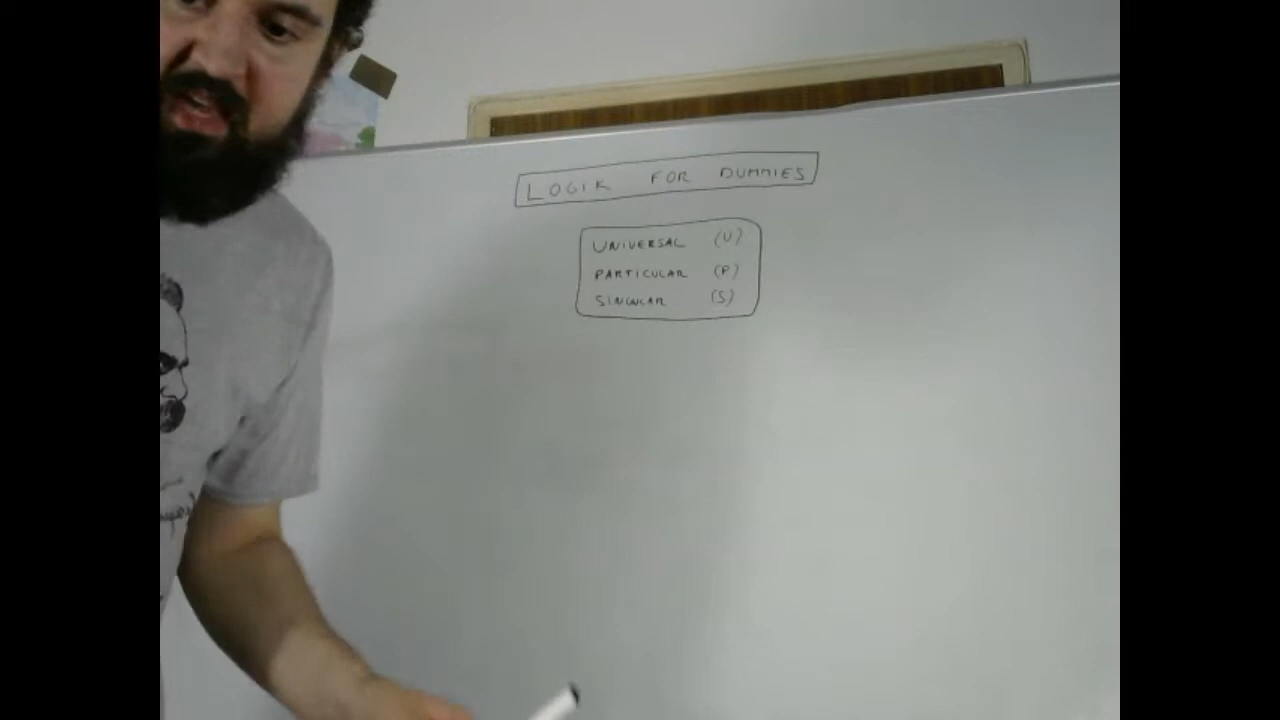 LOGIK FOR DUMMIES
UNIVERSAL (U)
PARTICULAR (P)
SINGULAR (S)